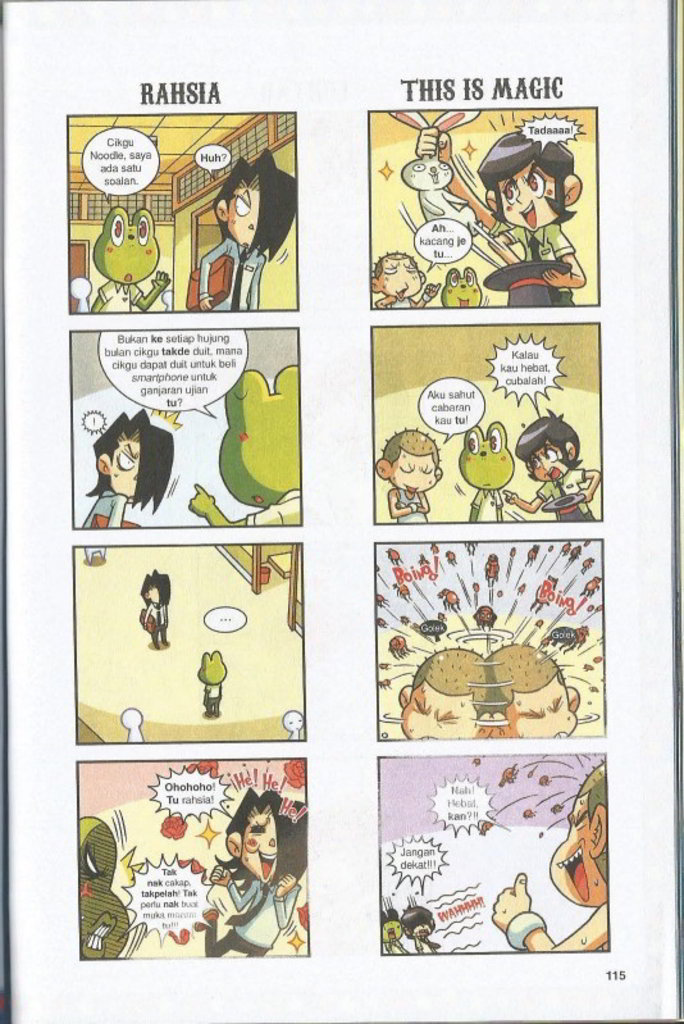 RAHSIA
Cikgu
Noodle, saya
ada satu
soalan.
Huh?
Bukan ke setiap hujung
bulan cikgu takde duit, mana
cikgu dapat duit untuk beli
smartphone untuk
ganjaran ujian
tu?
!
...
Ohohoho!
Tu rahsia!
He! He!
He!
Tak
nak cakap,
takpelah! Tak
perlu nak buat
muka macam
tu!
THIS IS MAGIC
Tadaaaa!
Ah...
kacang je
tu...
Kalau
kau hebat,
cubalah!
Aku sahut
cabaran
kau tu!
Boing!
Boing!
Golek
Golek
Nah!
Hebat,
kan?!!
Jangan
dekat!!!
WAHHHH!
115